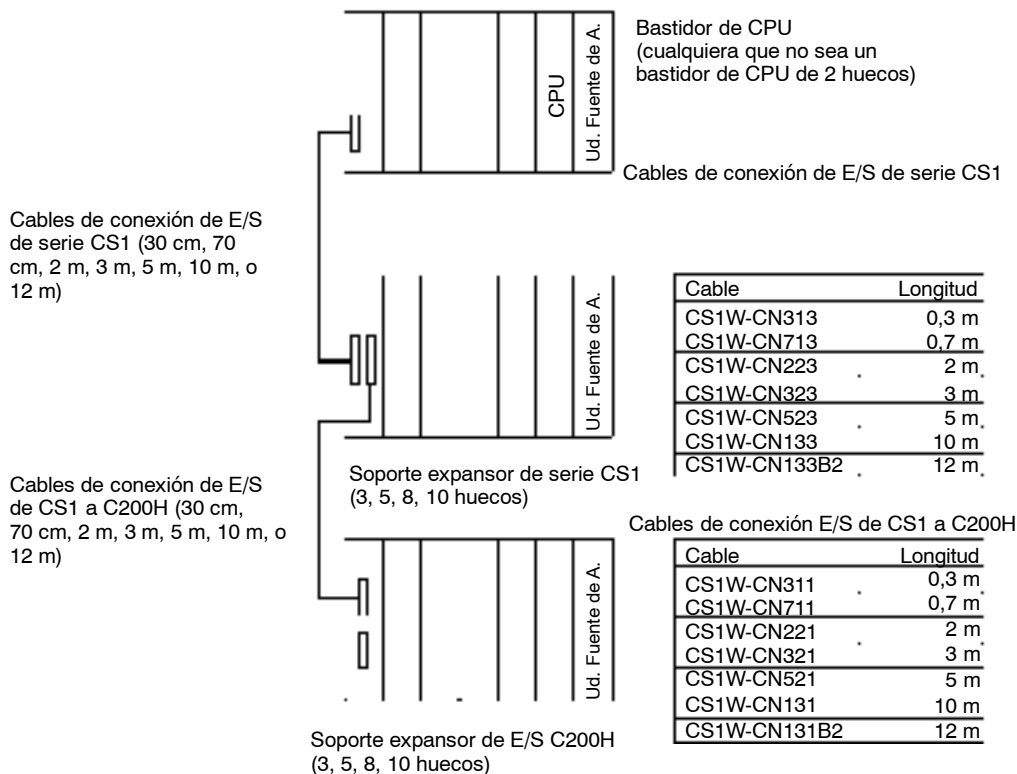 Bastidor de CPU
(cualquiera que no sea un
bastidor de CPU de 2 huecos)
CPU
Ud. Fuente de A.
Cables de conexión de E/S de serie CS1
Cables de conexión de E/S
de serie CS1 (30 cm, 70
cm, 2 m, 3 m, 5 m, 10 m, o
12 m)
Ud. Fuente de A.
Cable Longitud
CS1W-CN313 0,3 m
CS1W-CN713 0,7 m
CS1W-CN223 2 m
CS1W-CN323 3 m
CS1W-CN523 5 m
CS1W-CN133 10 m
CS1W-CN133B2 12 m
Soporte expansor de serie CS1
(3, 5, 8, 10 huecos)
Cables de conexión de E/S
de CS1 a C200H (30 cm,
70 cm, 2 m, 3 m, 5 m, 10 m, o
12 m)
Cables de conexión E/S de CS1 a C200H
Ud. Fuente de A.
Cable Longitud
CS1W-CN311 0,3 m
CS1W-CN711 0,7 m
CS1W-CN221 2 m
CS1W-CN321 3 m
CS1W-CN521 5 m
CS1W-CN131 10 m
CS1W-CN131B2 12 m
Soporte expansor de E/S C200H
(3, 5, 8, 10 huecos)